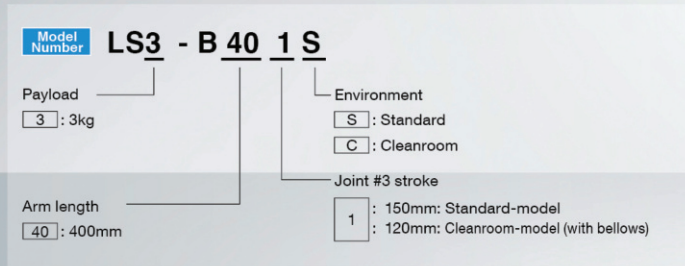 Model Number LS3 - B 40 1 S
Payload
3 : 3kg
Arm length
40 : 400mm
Environment
S : Standard
C : Cleanroom
Joint #3 stroke
1 : 150mm: Standard-model
: 120mm: Cleanroom-model (with bellows)